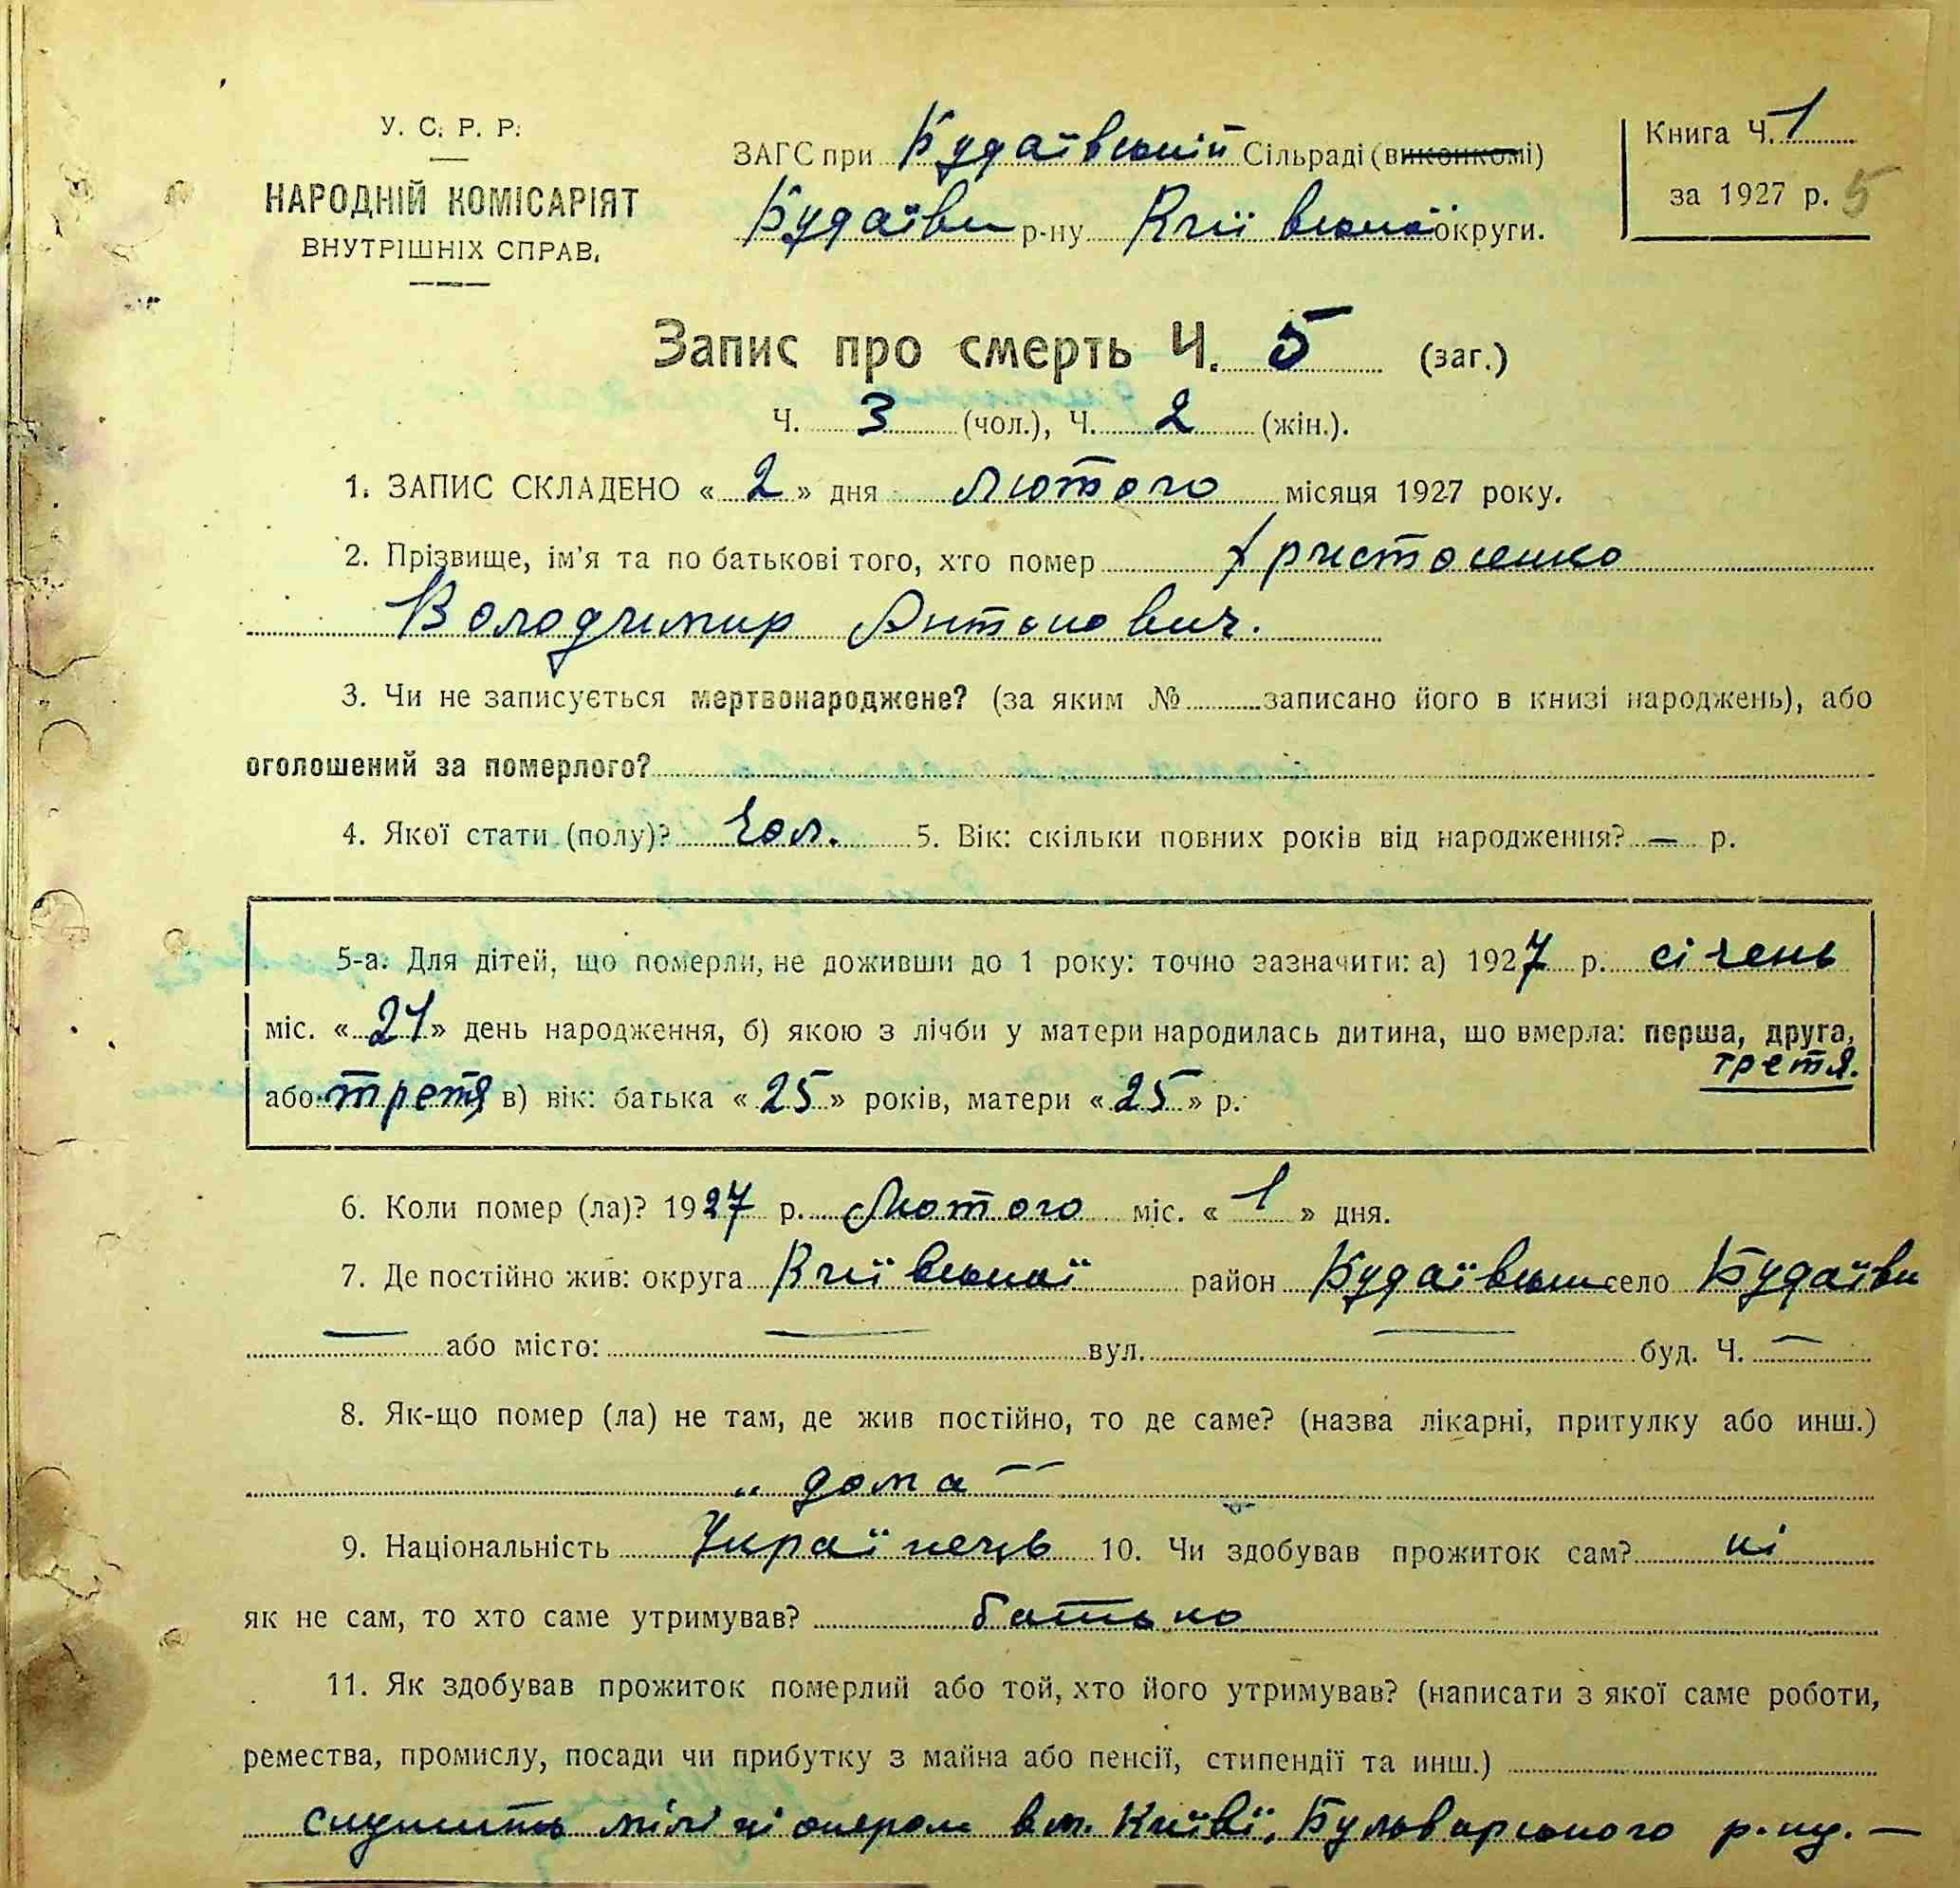 У. С. Р. Р.
НАРОДНІЙ КОМІСАРІЯТ
ВНУТРІШНІХ СПРАВ.
ЗАГС при Будаївській Сільраді (виконкомі)
Будаївськ р-ну Київської округи.
Книга Ч. 1
за 1927 р. 5
Запис про смерть Ч. 5 (заг.)
Ч. 3 (чол.), Ч. 2 (жін.).
1. ЗАПИС СКЛАДЕНО « 2 » дня лютого місяця 1927 року.
2. Прізвище, ім'я та по батькові того, хто помер Христосенко
Володимир Антонович.
3. Чи не записується мертвонароджене? (за яким № записано його в книзі народжень), або
оголошений за померлого?
4. Якої стати (полу)? Чол. 5. Вік: скільки повних років від народження? — р.
5-а. Для дітей, що померли, не доживши до 1 року: точно зазначити: а) 1927 р. січень
міс. « 21 » день народження, б) якою з лічби у матери народилась дитина, що вмерла: перша, друга,
третя.
або третя в) вік: батька « 25 » років, матери « 25 » р.
6. Коли помер (ла)? 1927 р. Лютого міс. « 1 » дня.
7. Де постійно жив: округа Київської район Будаївськ село Будаївк
— або місто: — вул. — буд. Ч. —
8. Як-що помер (ла) не там, де жив постійно, то де саме? (назва лікарні, притулку або инш.)
„ дома "
9. Національність Українець 10. Чи здобував прожиток сам? ні
як не сам, то хто саме утримував? батько
11. Як здобував прожиток померлий або той, хто його утримував? (написати з якої саме роботи,
ремества, промислу, посади чи прибутку з майна або пенсії, стипендії та инш.)
служить міліціонером в м. Київі, Бульварського р-ну. —